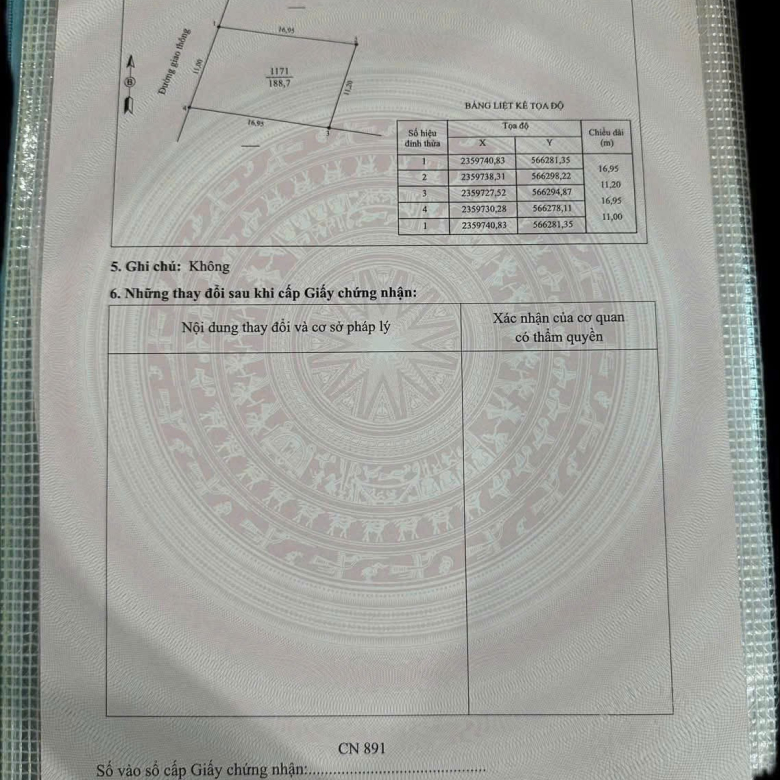 1
16,95
2
Đường giao thông
11,00
1171
188,7
11,20
B
4
16,95
3
BẢNG LIỆT KÊ TỌA ĐỘ
Số hiệu đỉnh thửa Tọa độ Chiều dài (m)
X Y
1 2359740,83 566281,35
16,95
2 2359738,31 566298,22
11,20
3 2359727,52 566294,87
16,95
4 2359730,28 566278,11
11,00
1 2359740,83 566281,35
5. Ghi chú: Không
6. Những thay đổi sau khi cấp Giấy chứng nhận:
Nội dung thay đổi và cơ sở pháp lý
Xác nhận của cơ quan
có thẩm quyền
CN 891
Số vào sổ cấp Giấy chứng nhận: